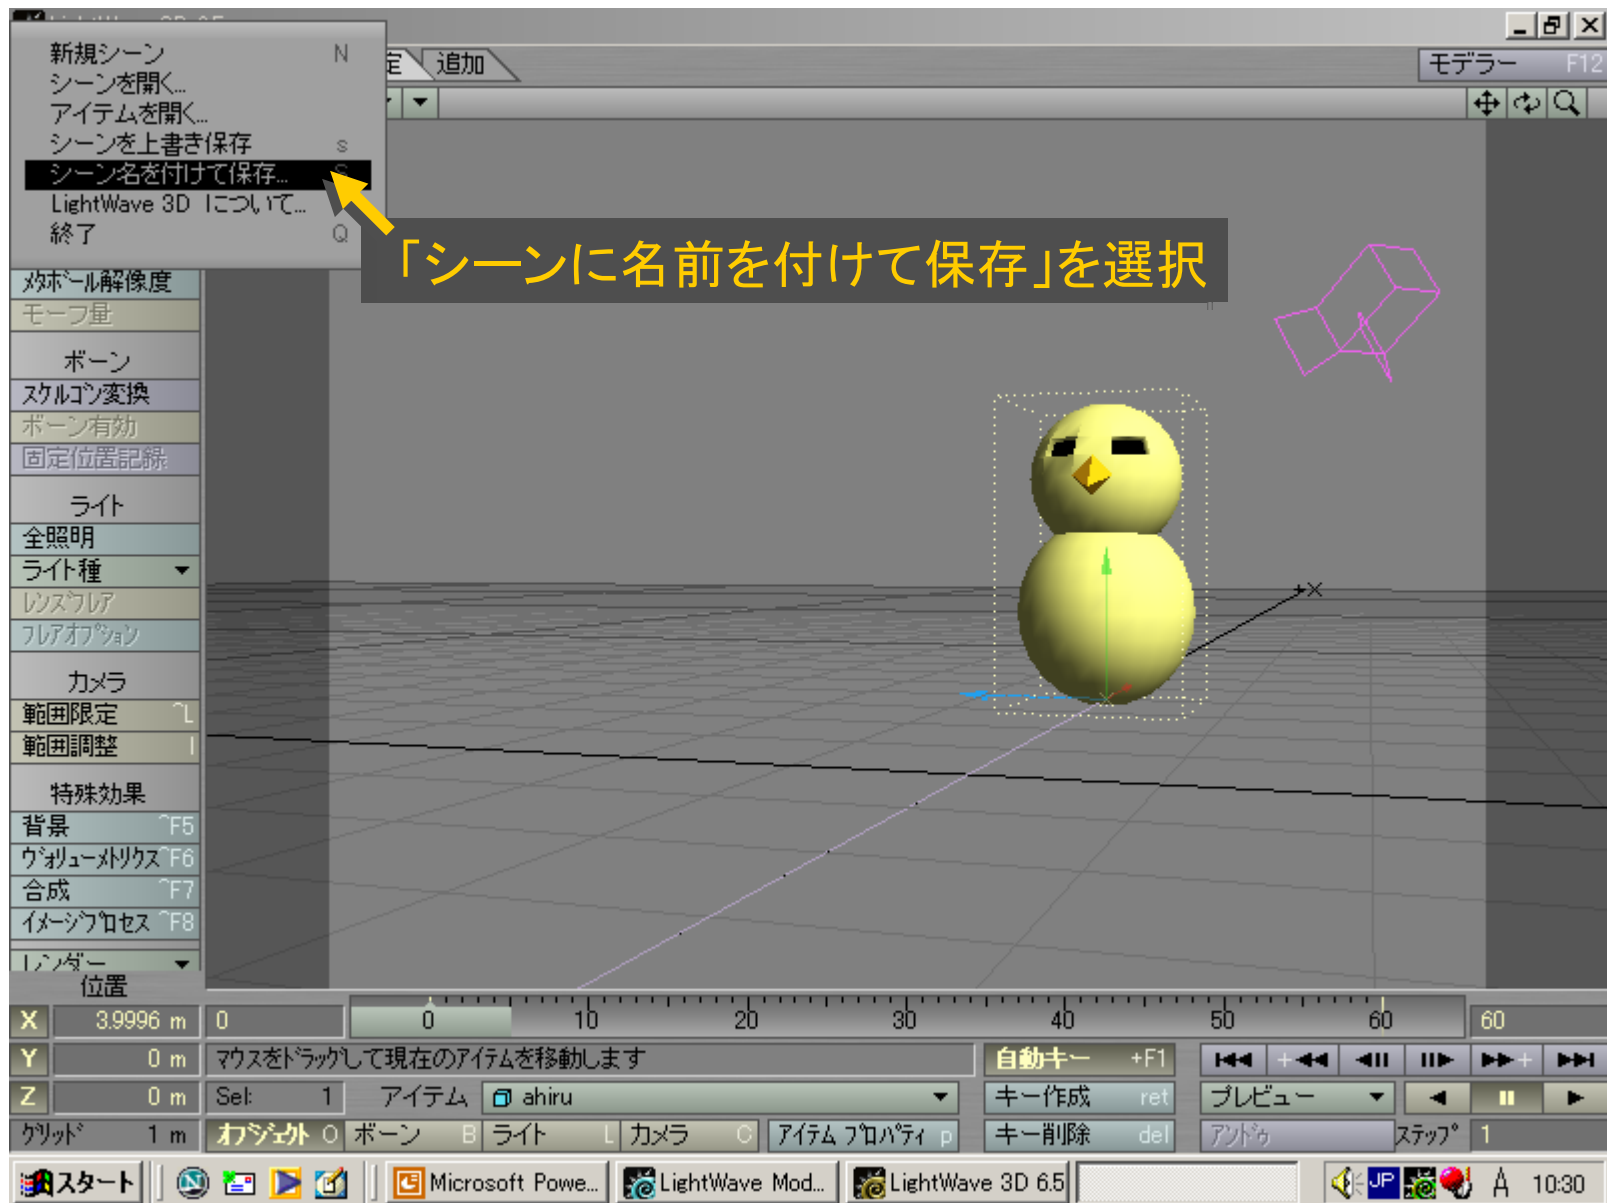 新規シーン N
シーンを開く...
アイテムを開く...
シーンを上書き保存 s
シーン名を付けて保存...
LightWave 3D について...
終了 Q
追加
モデラー F12
「シーンに名前を付けて保存」を選択
メタボール解像度
モーフ量
ボーン
スケルゴン変換
ボーン有効
固定位置記録
ライト
全照明
ライト種
レンズフレア
フレアオプション
カメラ
範囲限定 ^L
範囲調整 l
特殊効果
背景 ^F5
ヴォリューメトリクス ^F6
合成 ^F7
イメージプロセス ^F8
レンダー
位置
X 3.9996 m 0 0 10 20 30 40 50 60 60
Y 0 m マウスをドラッグして現在のアイテムを移動します 自動キー +F1
Z 0 m Sel: 1 アイテム ahiru キー作成 ret プレビュー
グリッド 1 m オブジェクト O ボーン B ライト L カメラ C アイテム プロパティ p キー削除 del アンドゥ ステップ 1
スタート Microsoft Powe... LightWave Mod... LightWave 3D 6.5 JP A 10:30